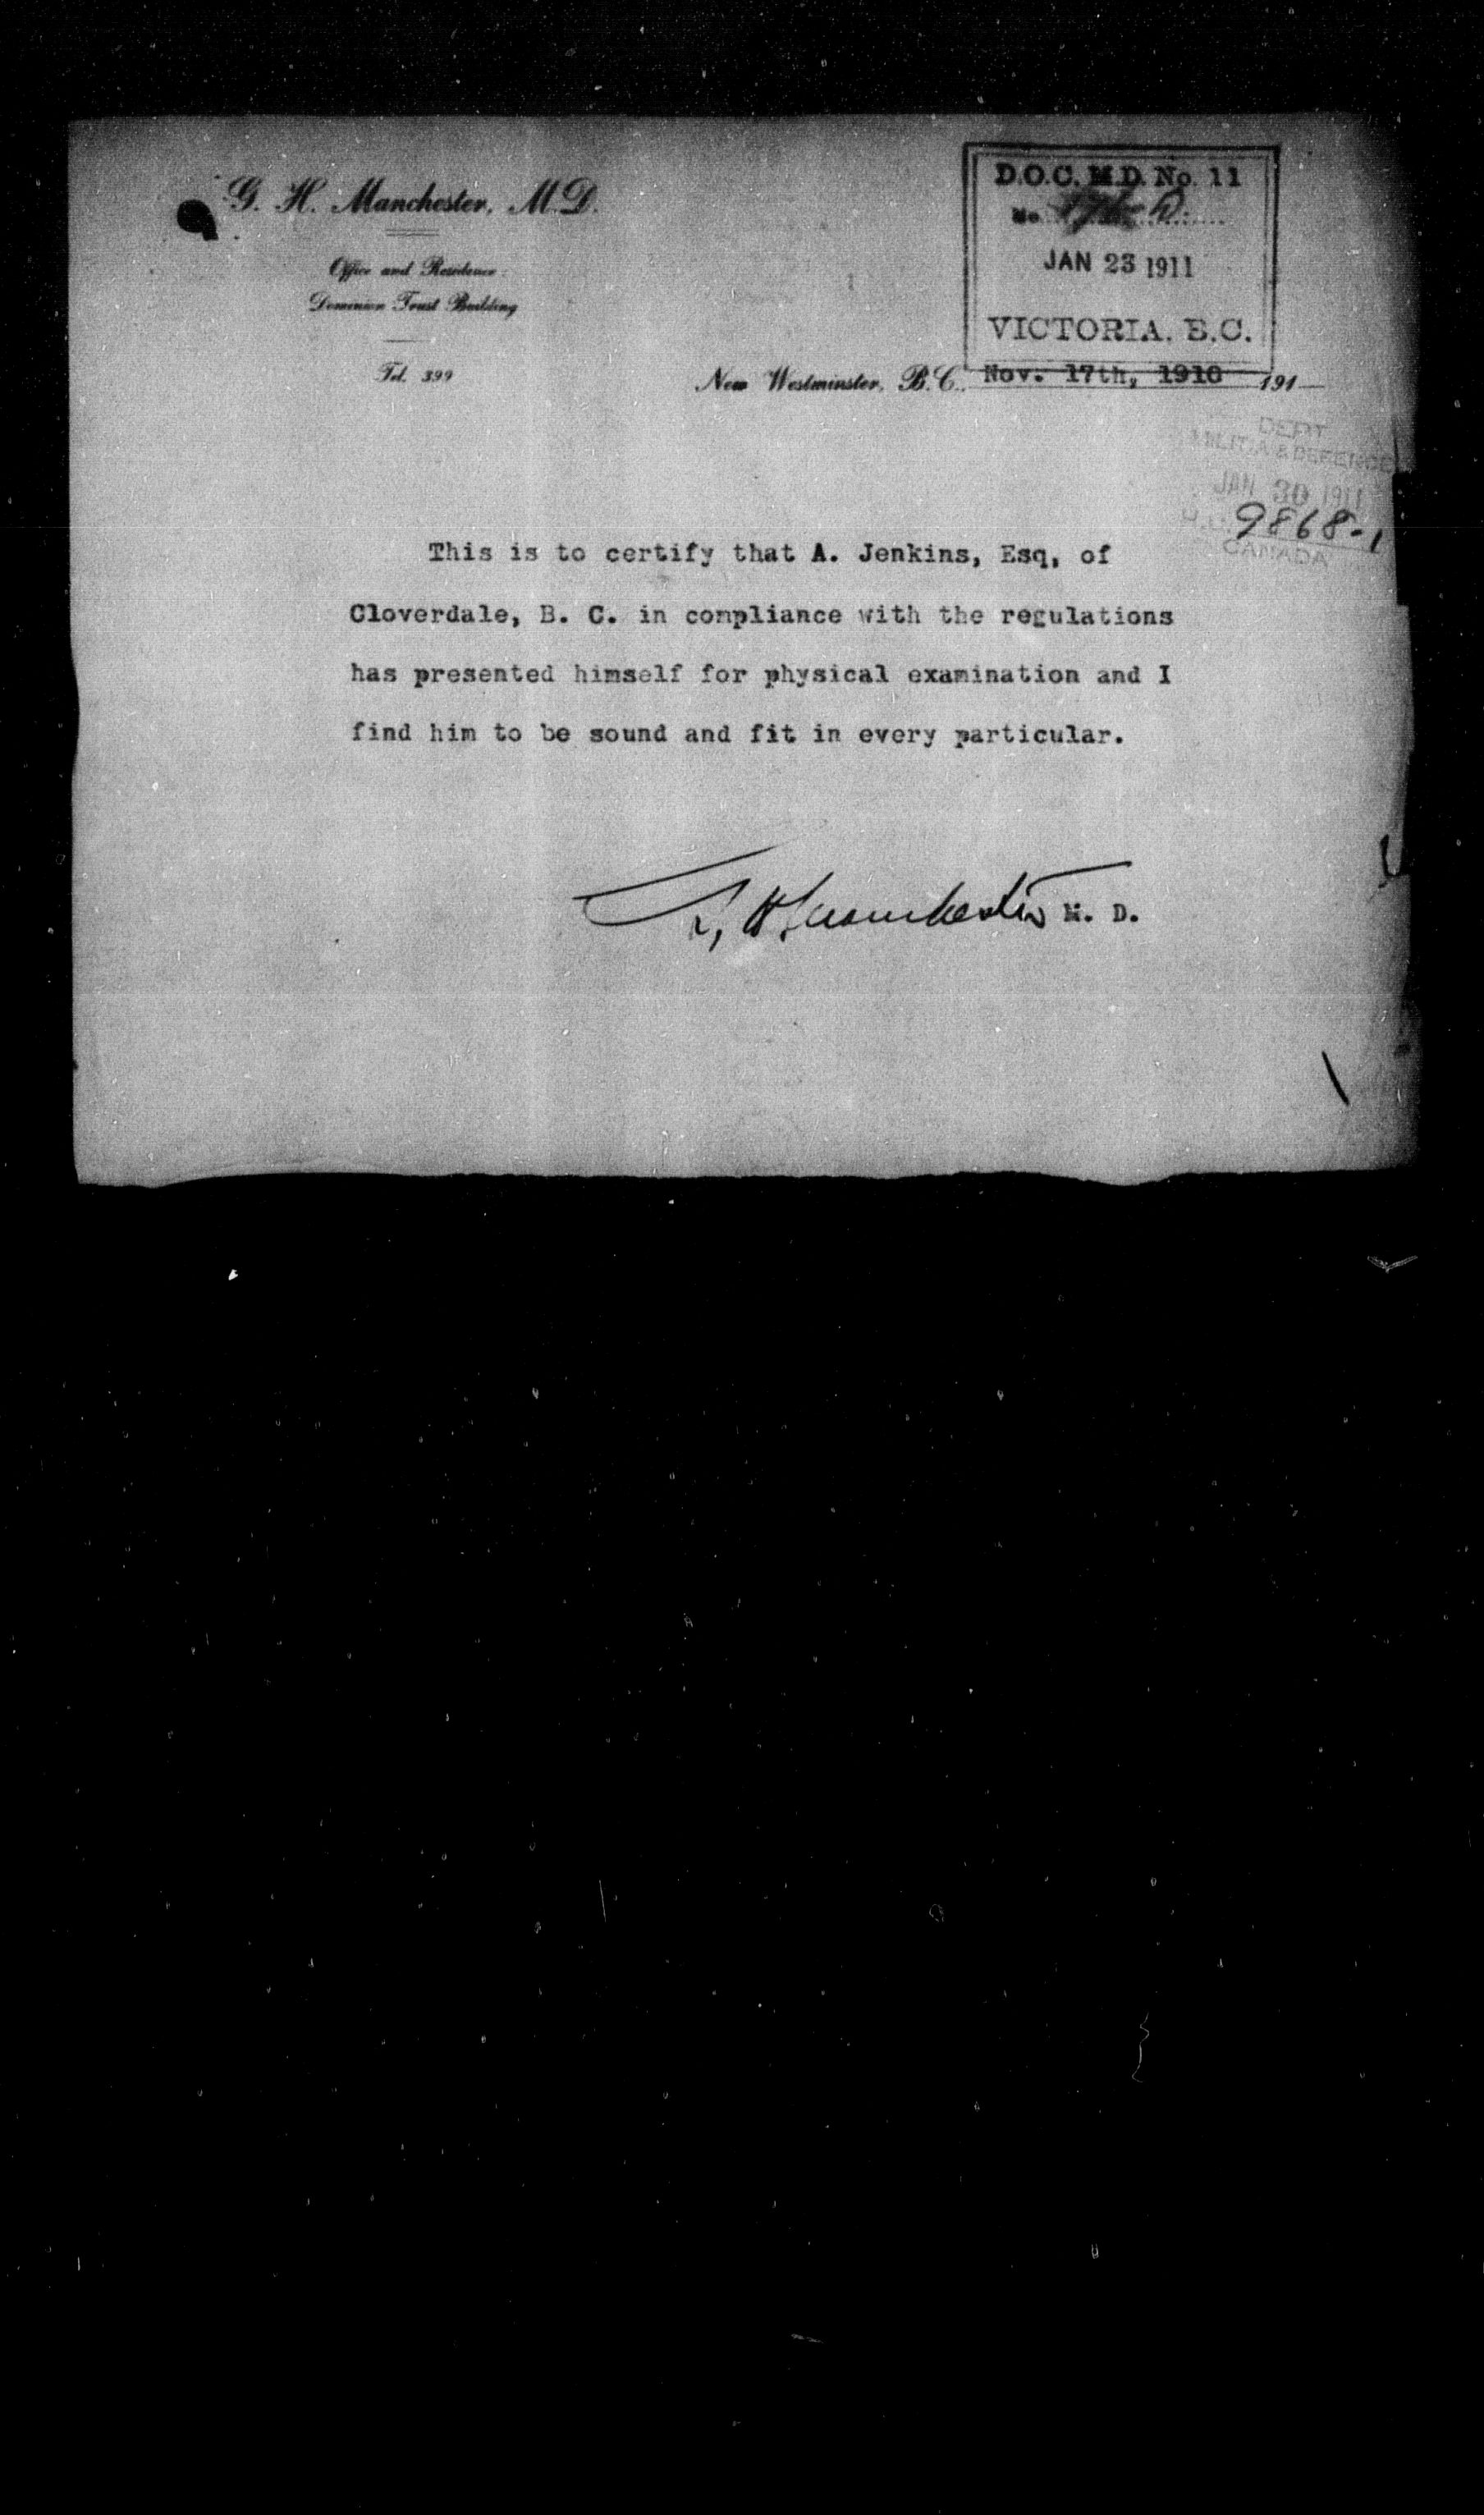 G. H. Manchester, M.D.
Office and Residence:
Dominion Trust Building
Tel. 399
D.O.C. M.D. No. 11
No.
JAN 23 1911
VICTORIA. B.C.
New Westminster, B.C. Nov. 17th, 1910 191
DEPT
MILITIA & DEFENCE
JAN 30 1911
9868-1
CANADA
This is to certify that A. Jenkins, Esq, of
Cloverdale, B. C. in compliance with the regulations
has presented himself for physical examination and I
find him to be sound and fit in every particular.
G. H. Manchester M. D.